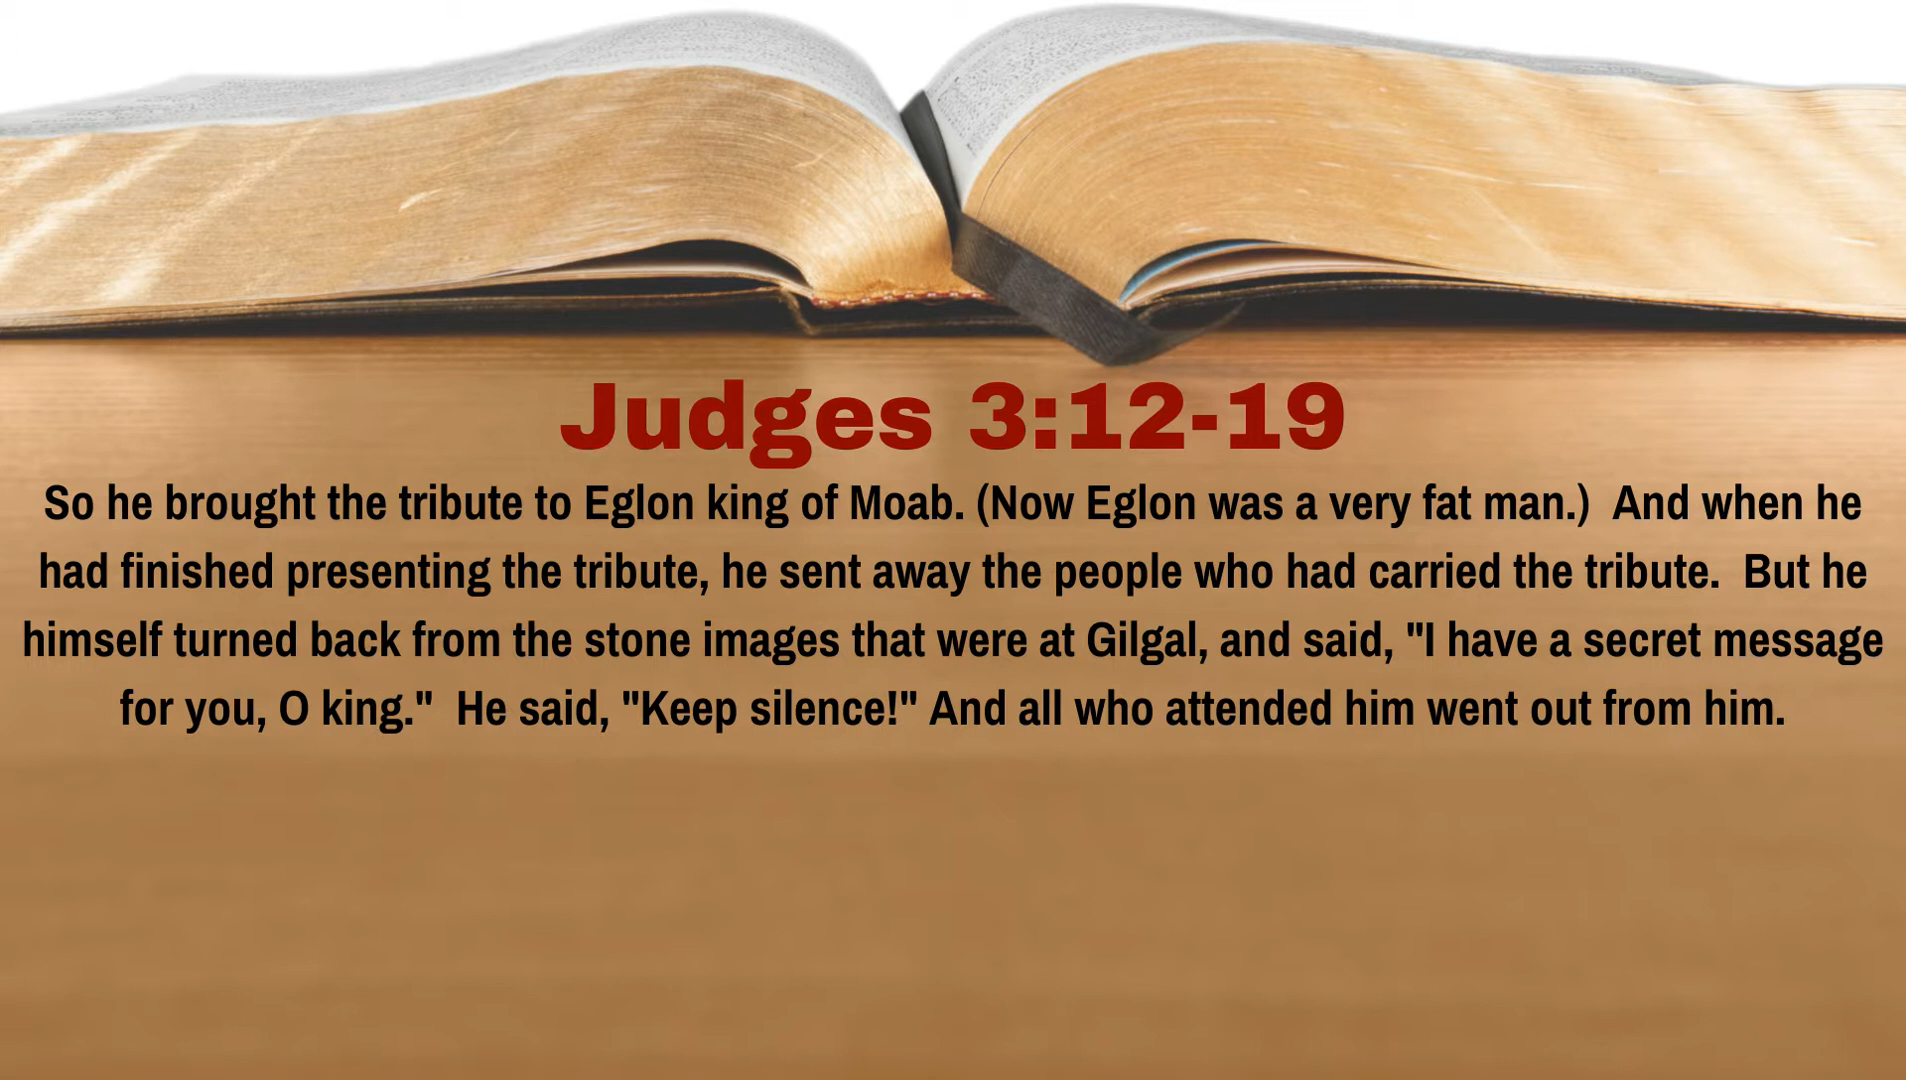 Judges 3:12-19
So he brought the tribute to Eglon king of Moab. (Now Eglon was a very fat man.)  And when he
had finished presenting the tribute, he sent away the people who had carried the tribute.  But he
himself turned back from the stone images that were at Gilgal, and said, "I have a secret message
for you, O king."  He said, "Keep silence!" And all who attended him went out from him.